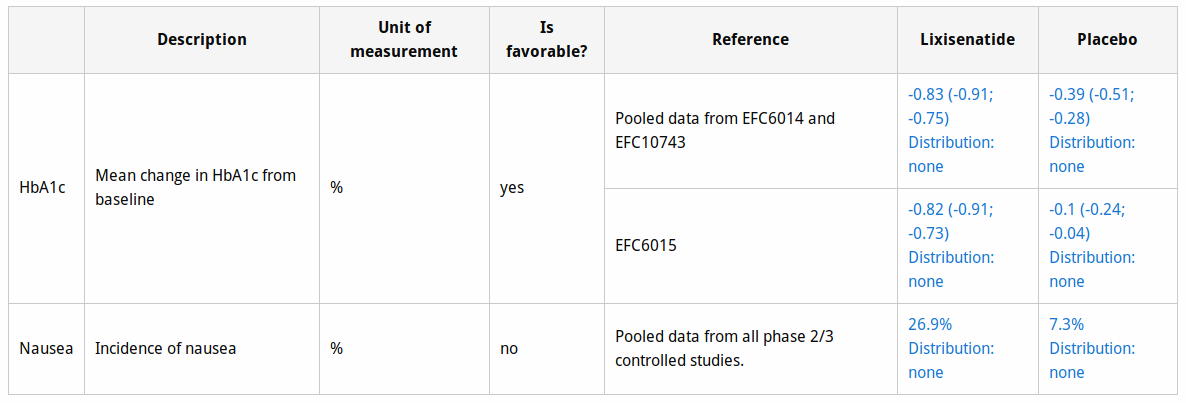 Description
Unit of
measurement
Is
favorable?
Reference
Lixisenatide
Placebo
HbA1c
Mean change in HbA1c from
baseline
%
yes
Pooled data from EFC6014 and
EFC10743
-0.83 (-0.91;
-0.75)
Distribution:
none
-0.39 (-0.51;
-0.28)
Distribution:
none
EFC6015
-0.82 (-0.91;
-0.73)
Distribution:
none
-0.1 (-0.24;
-0.04)
Distribution:
none
Nausea
Incidence of nausea
%
no
Pooled data from all phase 2/3
controlled studies.
26.9%
Distribution:
none
7.3%
Distribution:
none